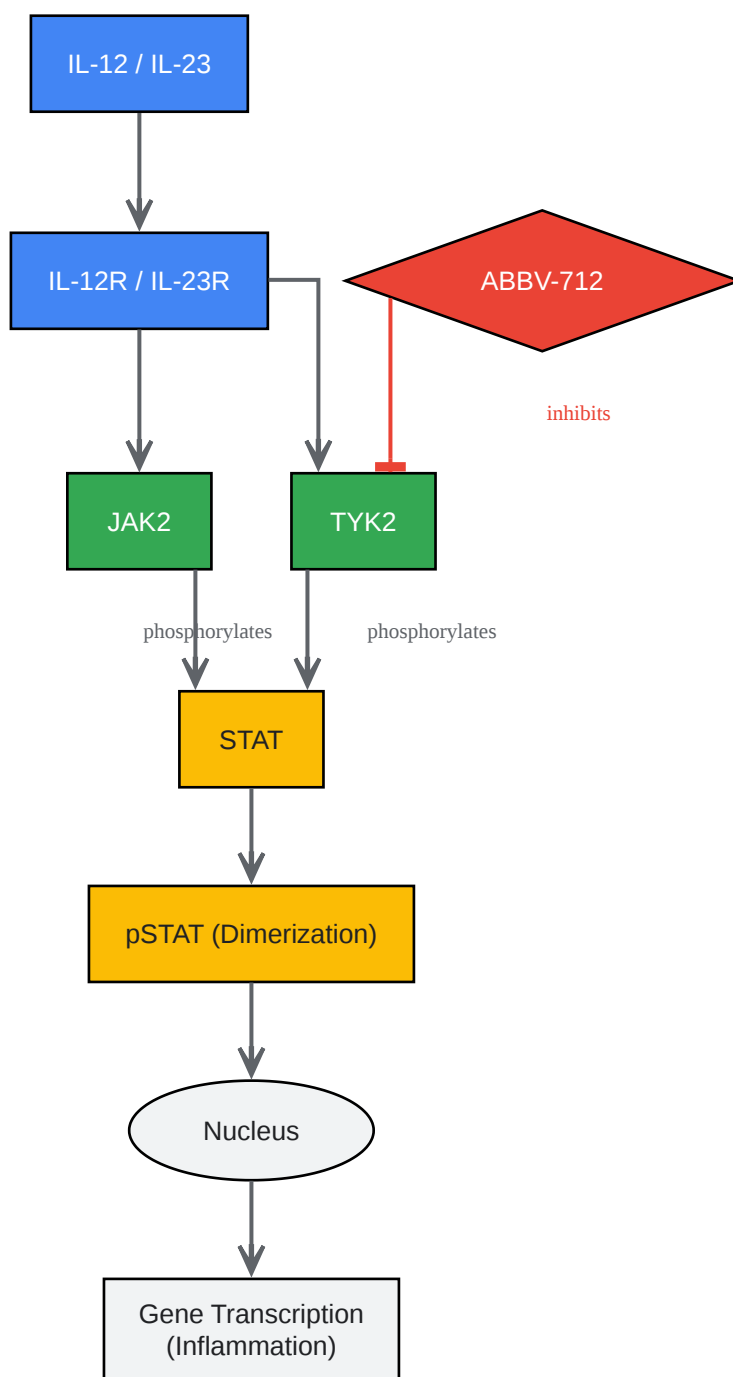 IL-12 / IL-23
IL-12R / IL-23R
ABBV-712
inhibits
JAK2
TYK2
phosphorylates
phosphorylates
STAT
pSTAT (Dimerization)
Nucleus
Gene Transcription
(Inflammation)